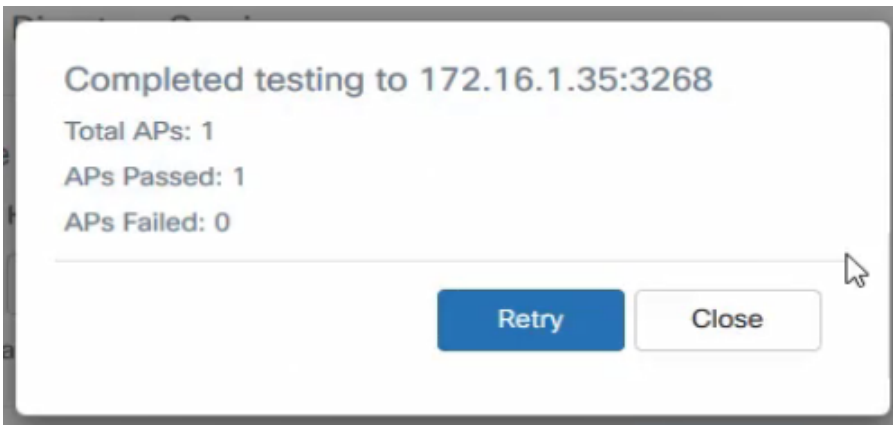 Completed testing to 172.16.1.35:3268
Total APs: 1
APs Passed: 1
APs Failed: 0
Retry
Close